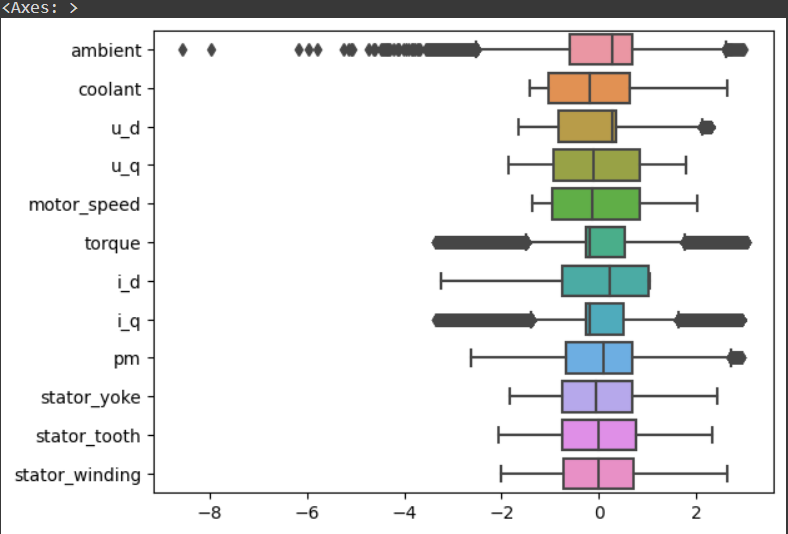 <Axes: >
ambient
coolant
u_d
u_q
motor_speed
torque
i_d
i_q
pm
stator_yoke
stator_tooth
stator_winding
−8 −6 −4 −2 0 2